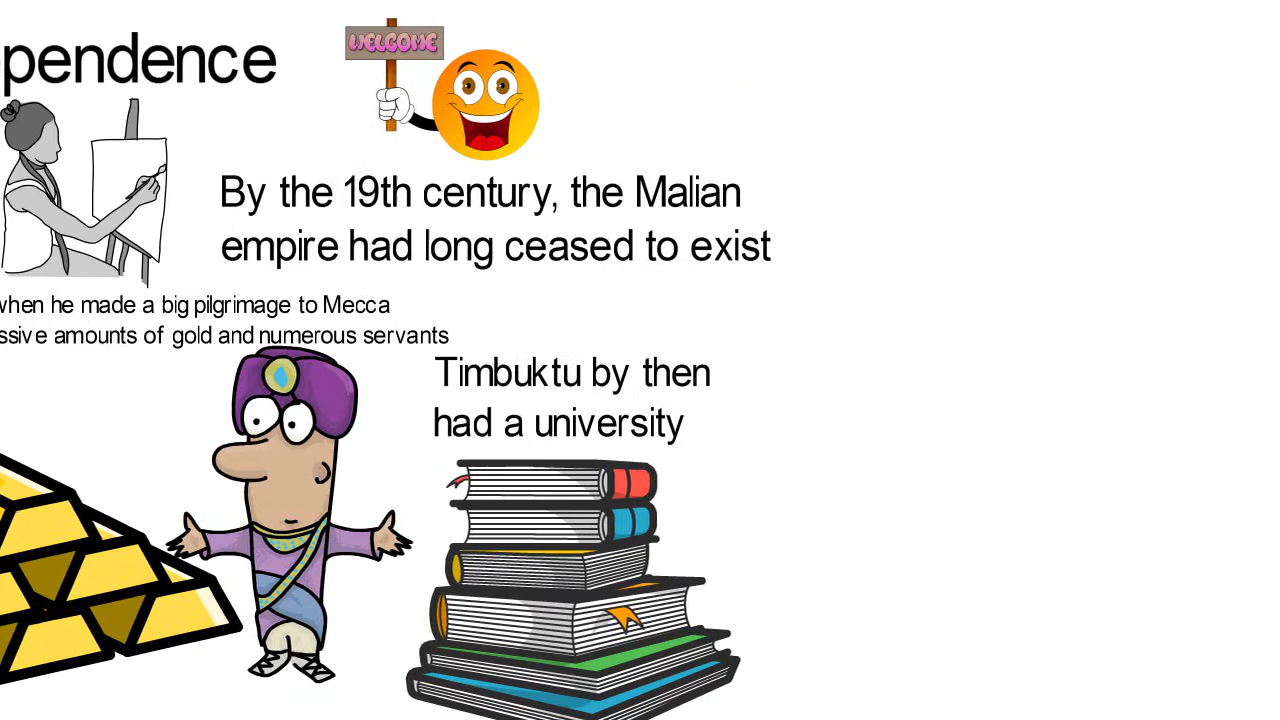 pendence
WELCOME
By the 19th century, the Malian
empire had long ceased to exist
when he made a big pilgrimage to Mecca
ssive amounts of gold and numerous servants
Timbuktu by then
had a university